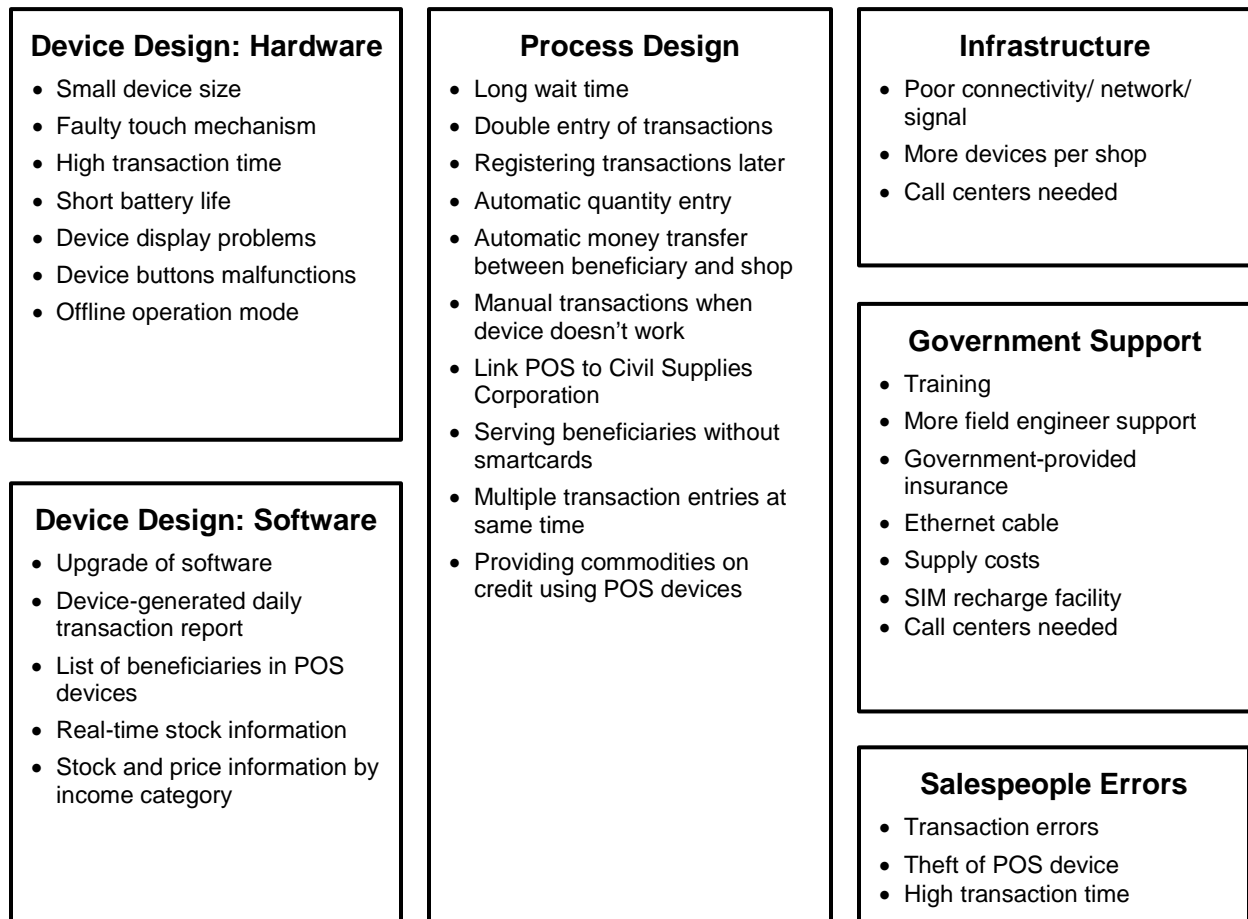 Device Design: Hardware
• Small device size
• Faulty touch mechanism
• High transaction time
• Short battery life
• Device display problems
• Device buttons malfunctions
• Offline operation mode
Device Design: Software
• Upgrade of software
• Device-generated daily
transaction report
• List of beneficiaries in POS
devices
• Real-time stock information
• Stock and price information by
income category
Process Design
• Long wait time
• Double entry of transactions
• Registering transactions later
• Automatic quantity entry
• Automatic money transfer
between beneficiary and shop
• Manual transactions when
device doesn’t work
• Link POS to Civil Supplies
Corporation
• Serving beneficiaries without
smartcards
• Multiple transaction entries at
same time
• Providing commodities on
credit using POS devices
Infrastructure
• Poor connectivity/ network/
signal
• More devices per shop
• Call centers needed
Government Support
• Training
• More field engineer support
• Government-provided
insurance
• Ethernet cable
• Supply costs
• SIM recharge facility
• Call centers needed
Salespeople Errors
• Transaction errors
• Theft of POS device
• High transaction time